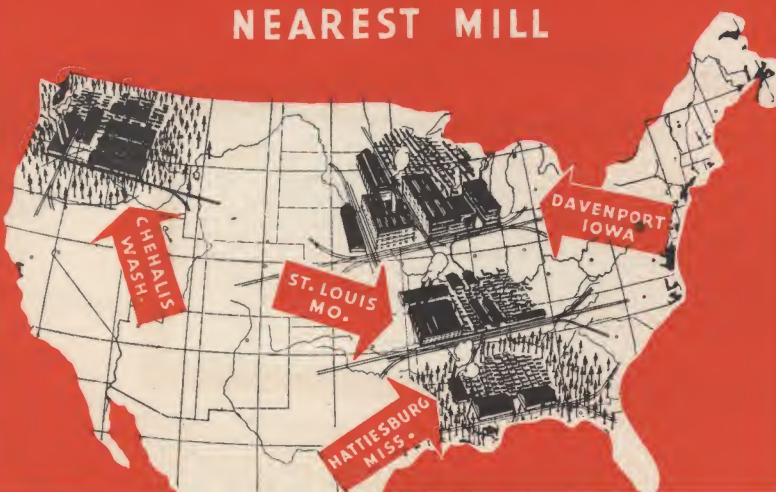 NEAREST MILL
CHEHALIS
WASH.
DAVENPORT
IOWA
ST. LOUIS
MO.
HATTIESBURG
MISS.